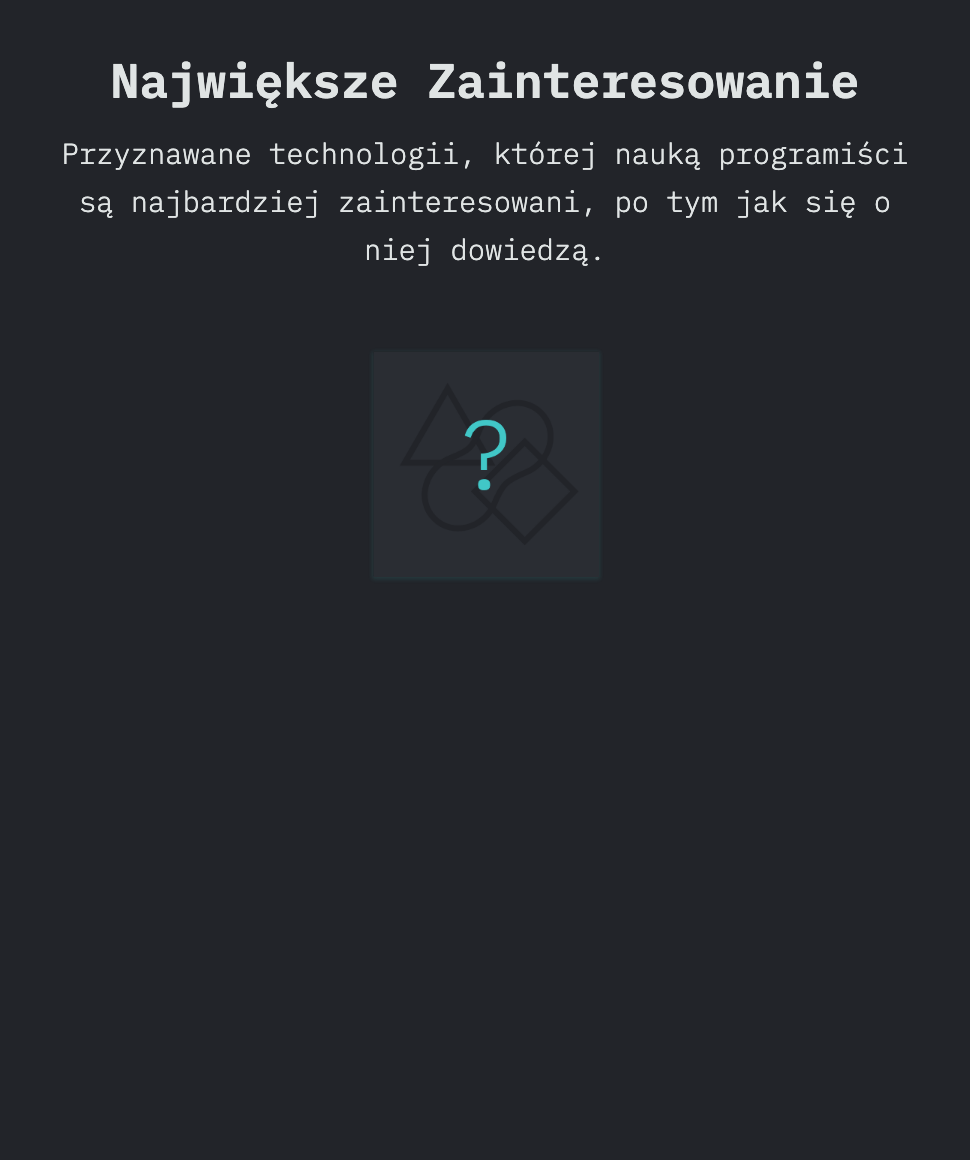 Największe Zainteresowanie
Przyznawane technologii, której nauką programiści
są najbardziej zainteresowani, po tym jak się o
niej dowiedzą.
?